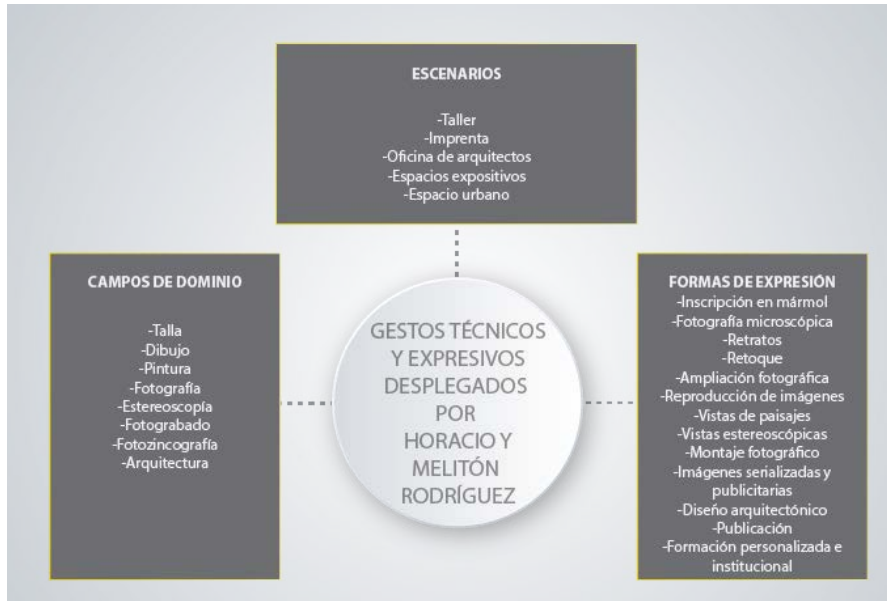 ESCENARIOS
-Taller
-Imprenta
-Oficina de arquitectos
-Espacios expositivos
-Espacio urbano
CAMPOS DE DOMINIO
-Talla
-Dibujo
-Pintura
-Fotografía
-Estereoscopía
-Fotograbado
-Fotozincografía
-Arquitectura
GESTOS TÉCNICOS
Y EXPRESIVOS
DESPLEGADOS
POR
HORACIO Y
MELITÓN
RODRÍGUEZ
FORMAS DE EXPRESIÓN
-Inscripción en mármol
-Fotografía microscópica
-Retratos
-Retoque
-Ampliación fotográfica
-Reproducción de imágenes
-Vistas de paisajes
-Vistas estereoscópicas
-Montaje fotográfico
-Imágenes serializadas y
publicitarias
-Diseño arquitectónico
-Publicación
-Formación personalizada e
institucional